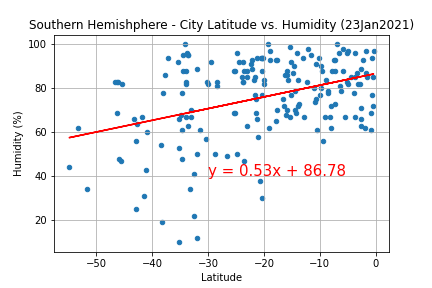 Southern Hemishphere - City Latitude vs. Humidity (23Jan2021)
100
80
60
40
20
Humidity (%)
y = 0.53x + 86.78
−50 −40 −30 −20 −10 0
Latitude